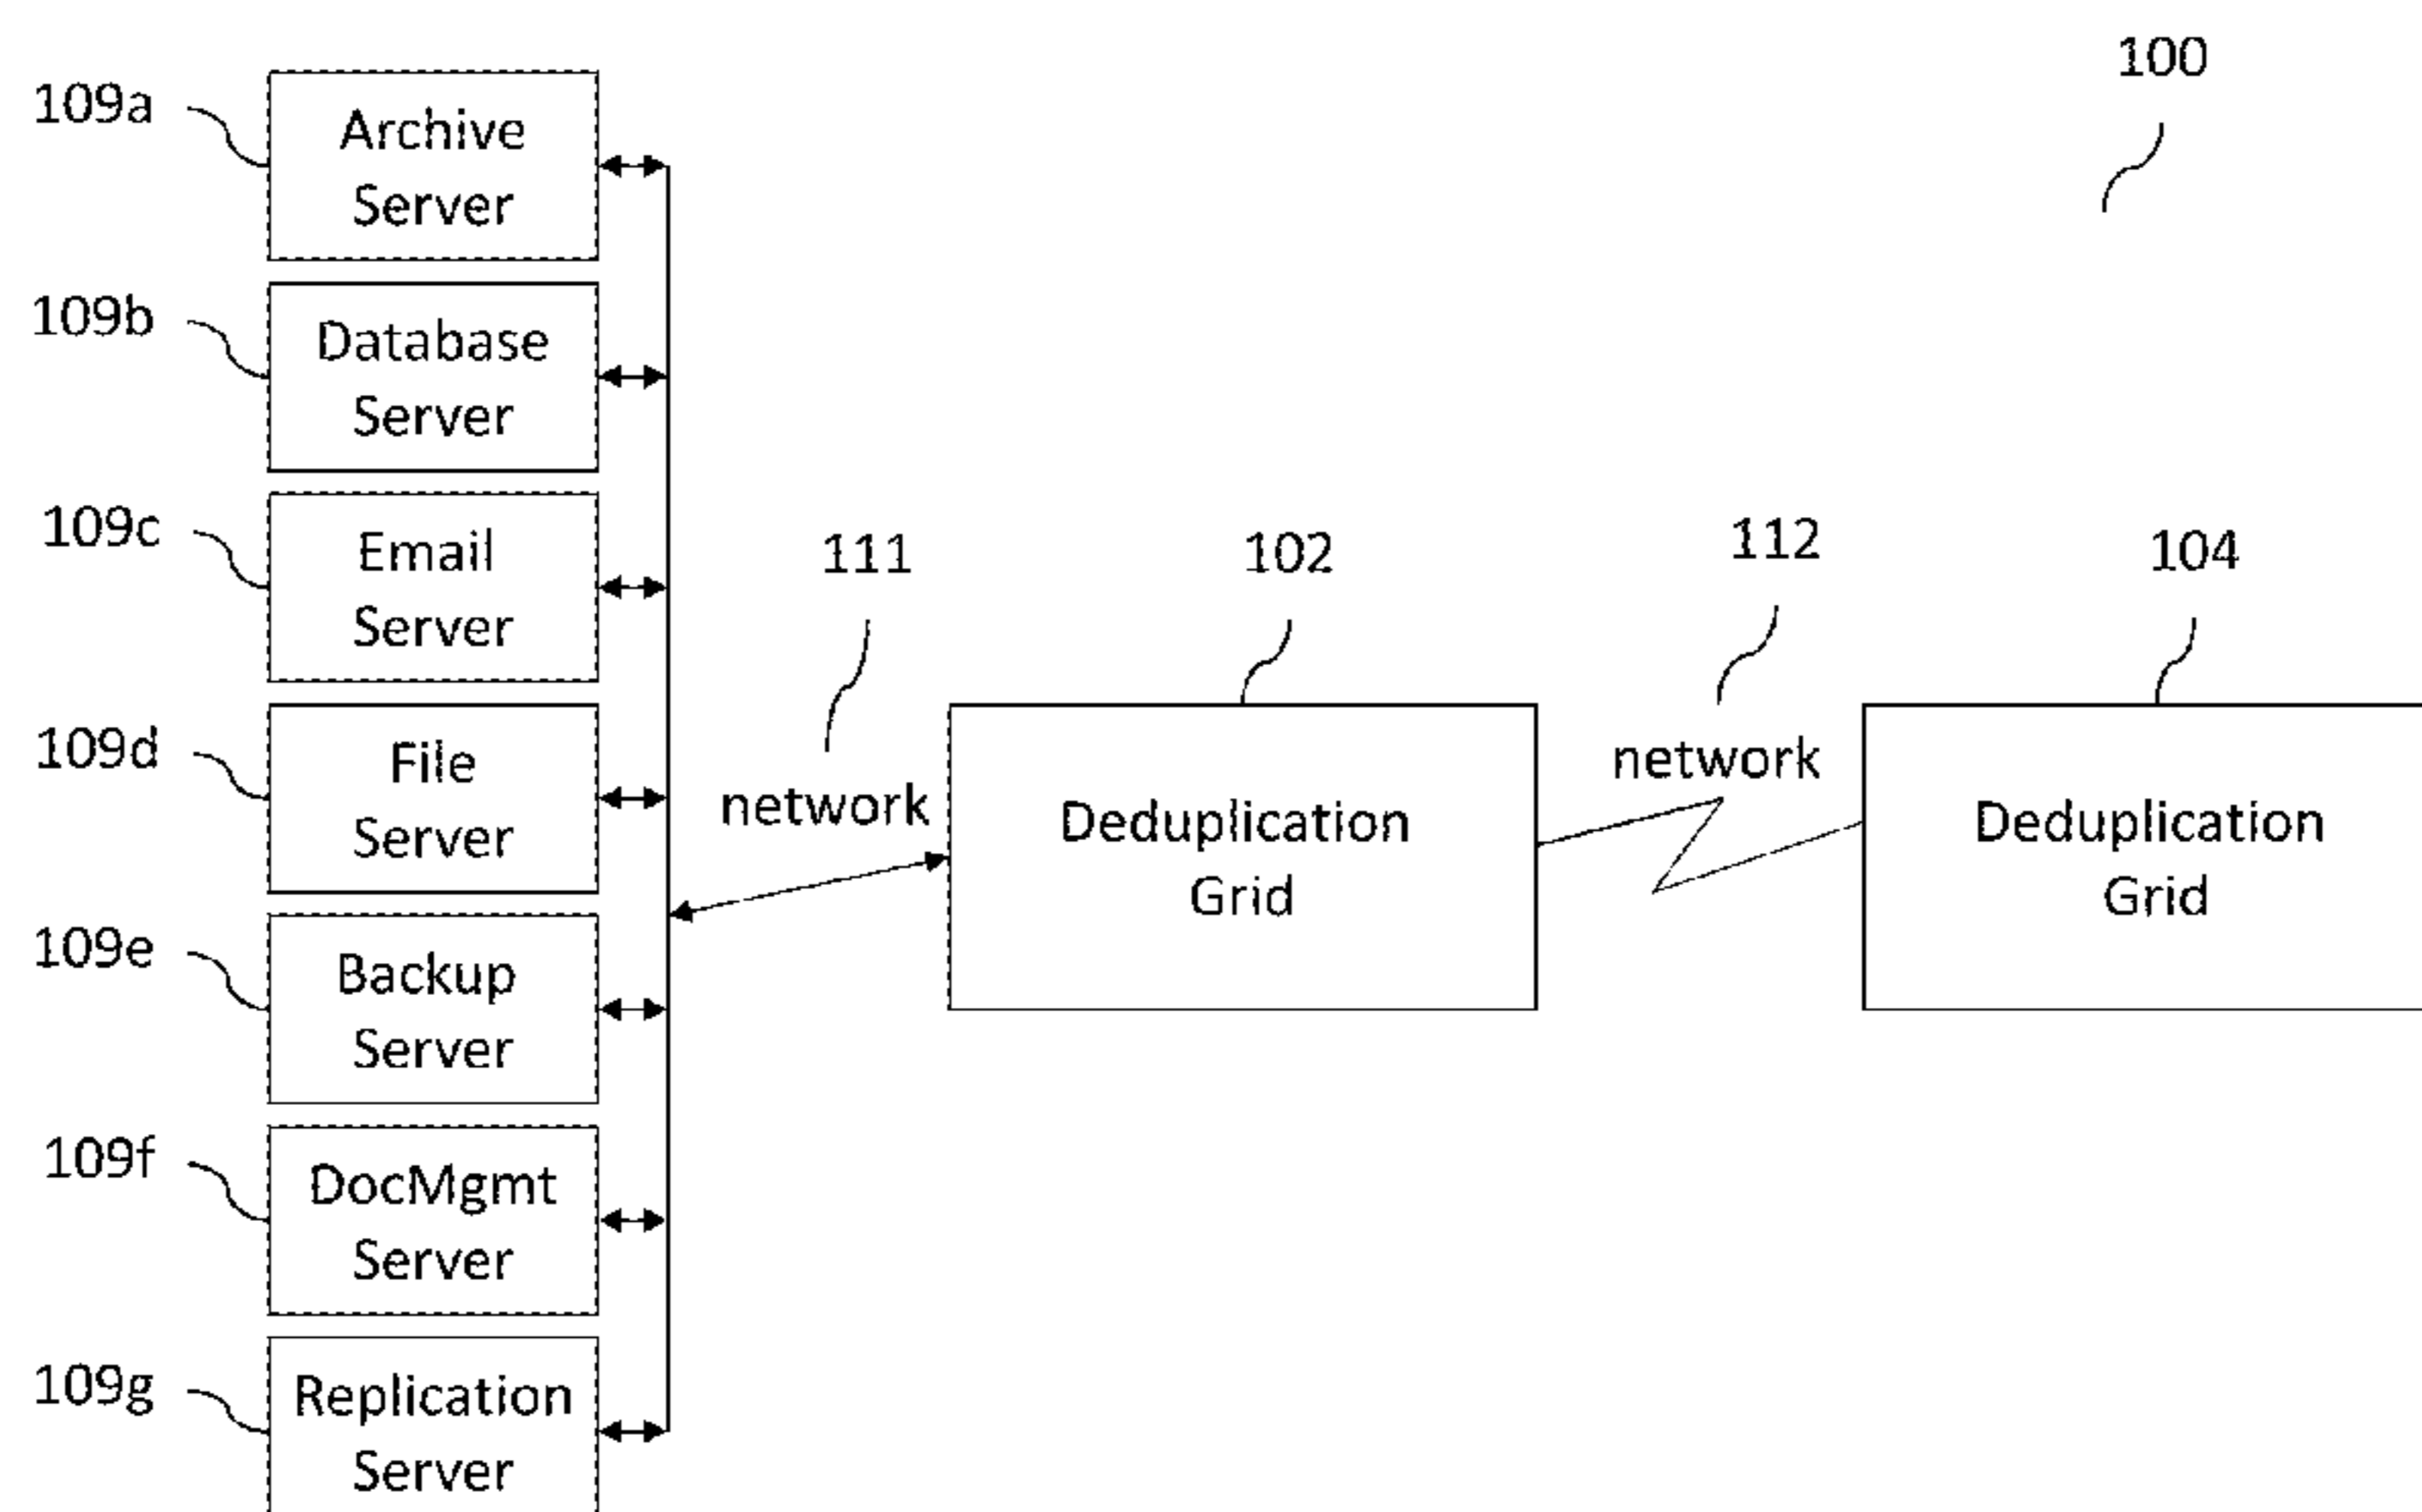 100
109a
Archive
Server
109b
Database
Server
109c
Email
Server
111
102
112
104
109d
File
Server
network
Deduplication
Grid
network
Deduplication
Grid
109e
Backup
Server
109f
DocMgmt
Server
109g
Replication
Server